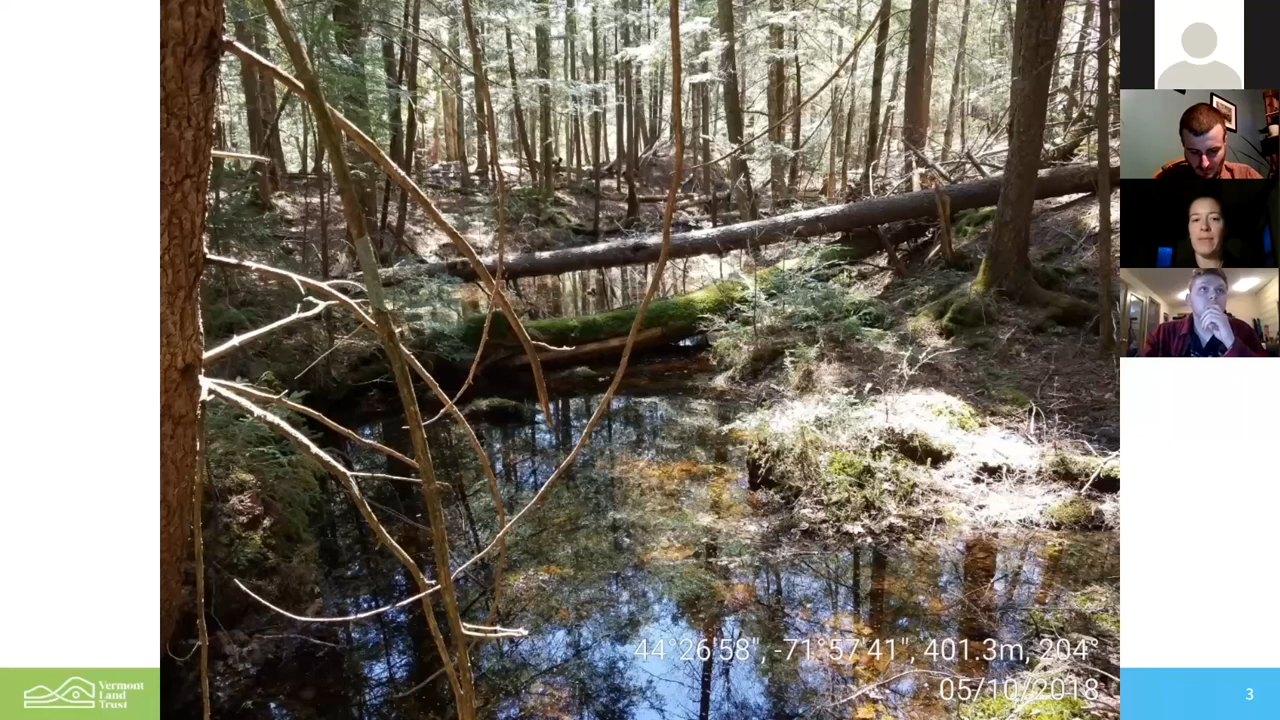 44°26'58", -71°57'41", 401.3m, 204°
05/10/2018
Vermont
Land
Trust
3